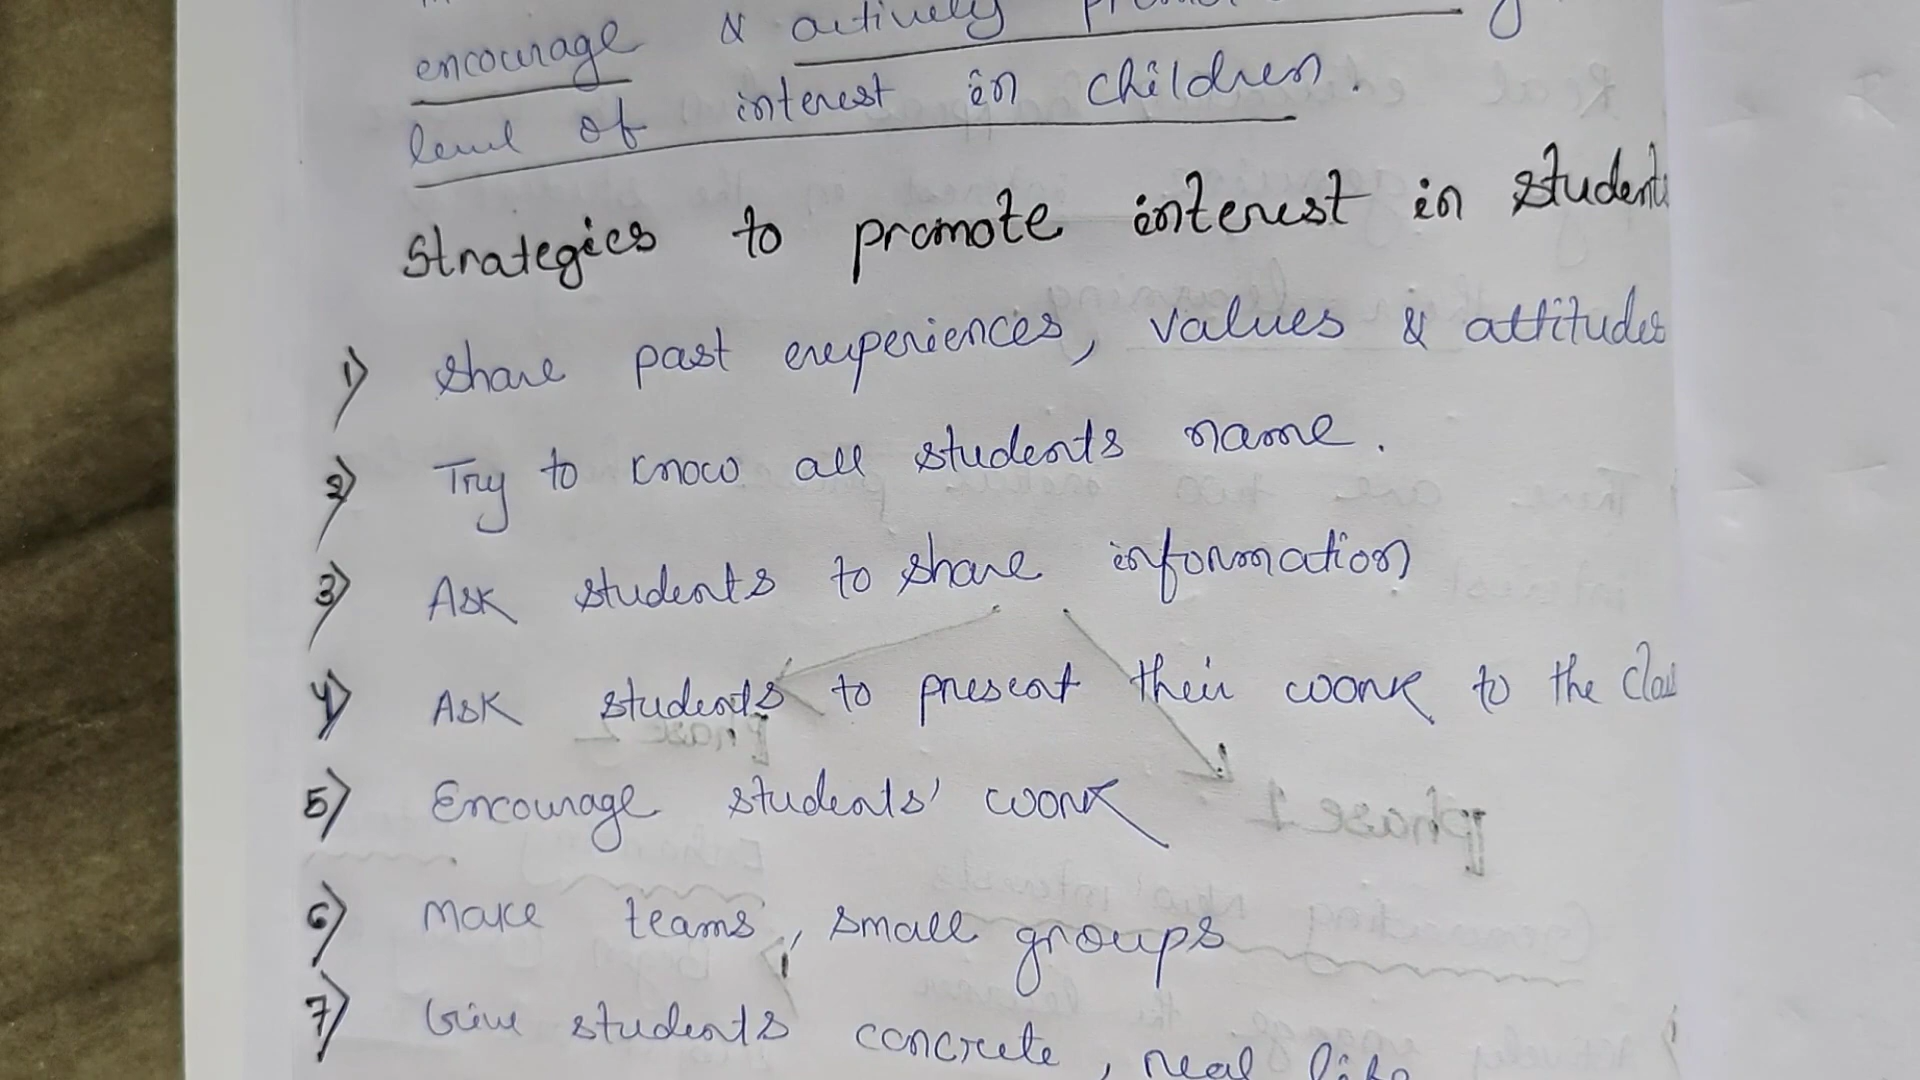 encourage & actively
level of interest in children.
Strategies to promote interest in students
1) Share past experiences, values & attitudes
2) Try to know all students name.
3) Ask students to share information
4) Ask students to present their work to the class
5) Encourage students' work
6) Make teams, small groups
7) Give students concrete, real life